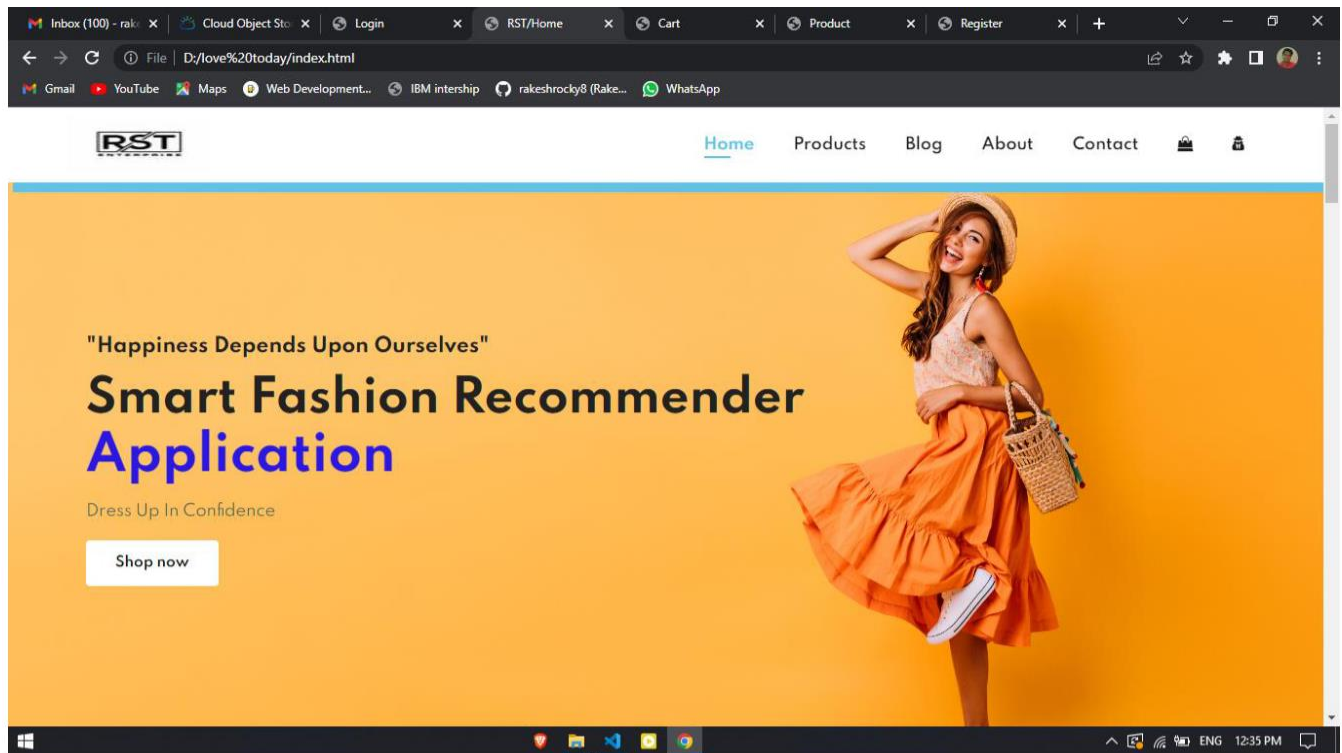 Inbox (100) - rak
Cloud Object Sto
Login
RST/Home
Cart
Product
Register
File
D:/love%20today/index.html
Gmail
YouTube
Maps
Web Development...
IBM intership
rakeshrocky8 (Rake...
WhatsApp
RST
ENTERPRISE
Home
Products
Blog
About
Contact
"Happiness Depends Upon Ourselves"
Smart Fashion Recommender
Application
Dress Up In Confidence
Shop now
ENG
12:35 PM